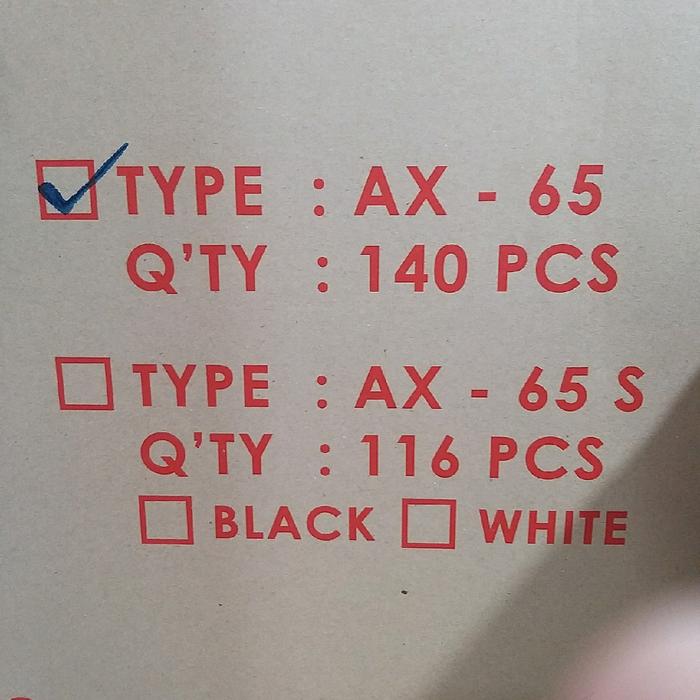 TYPE : AX - 65
Q'TY : 140 PCS
TYPE : AX - 65 S
Q'TY : 116 PCS
BLACK WHITE